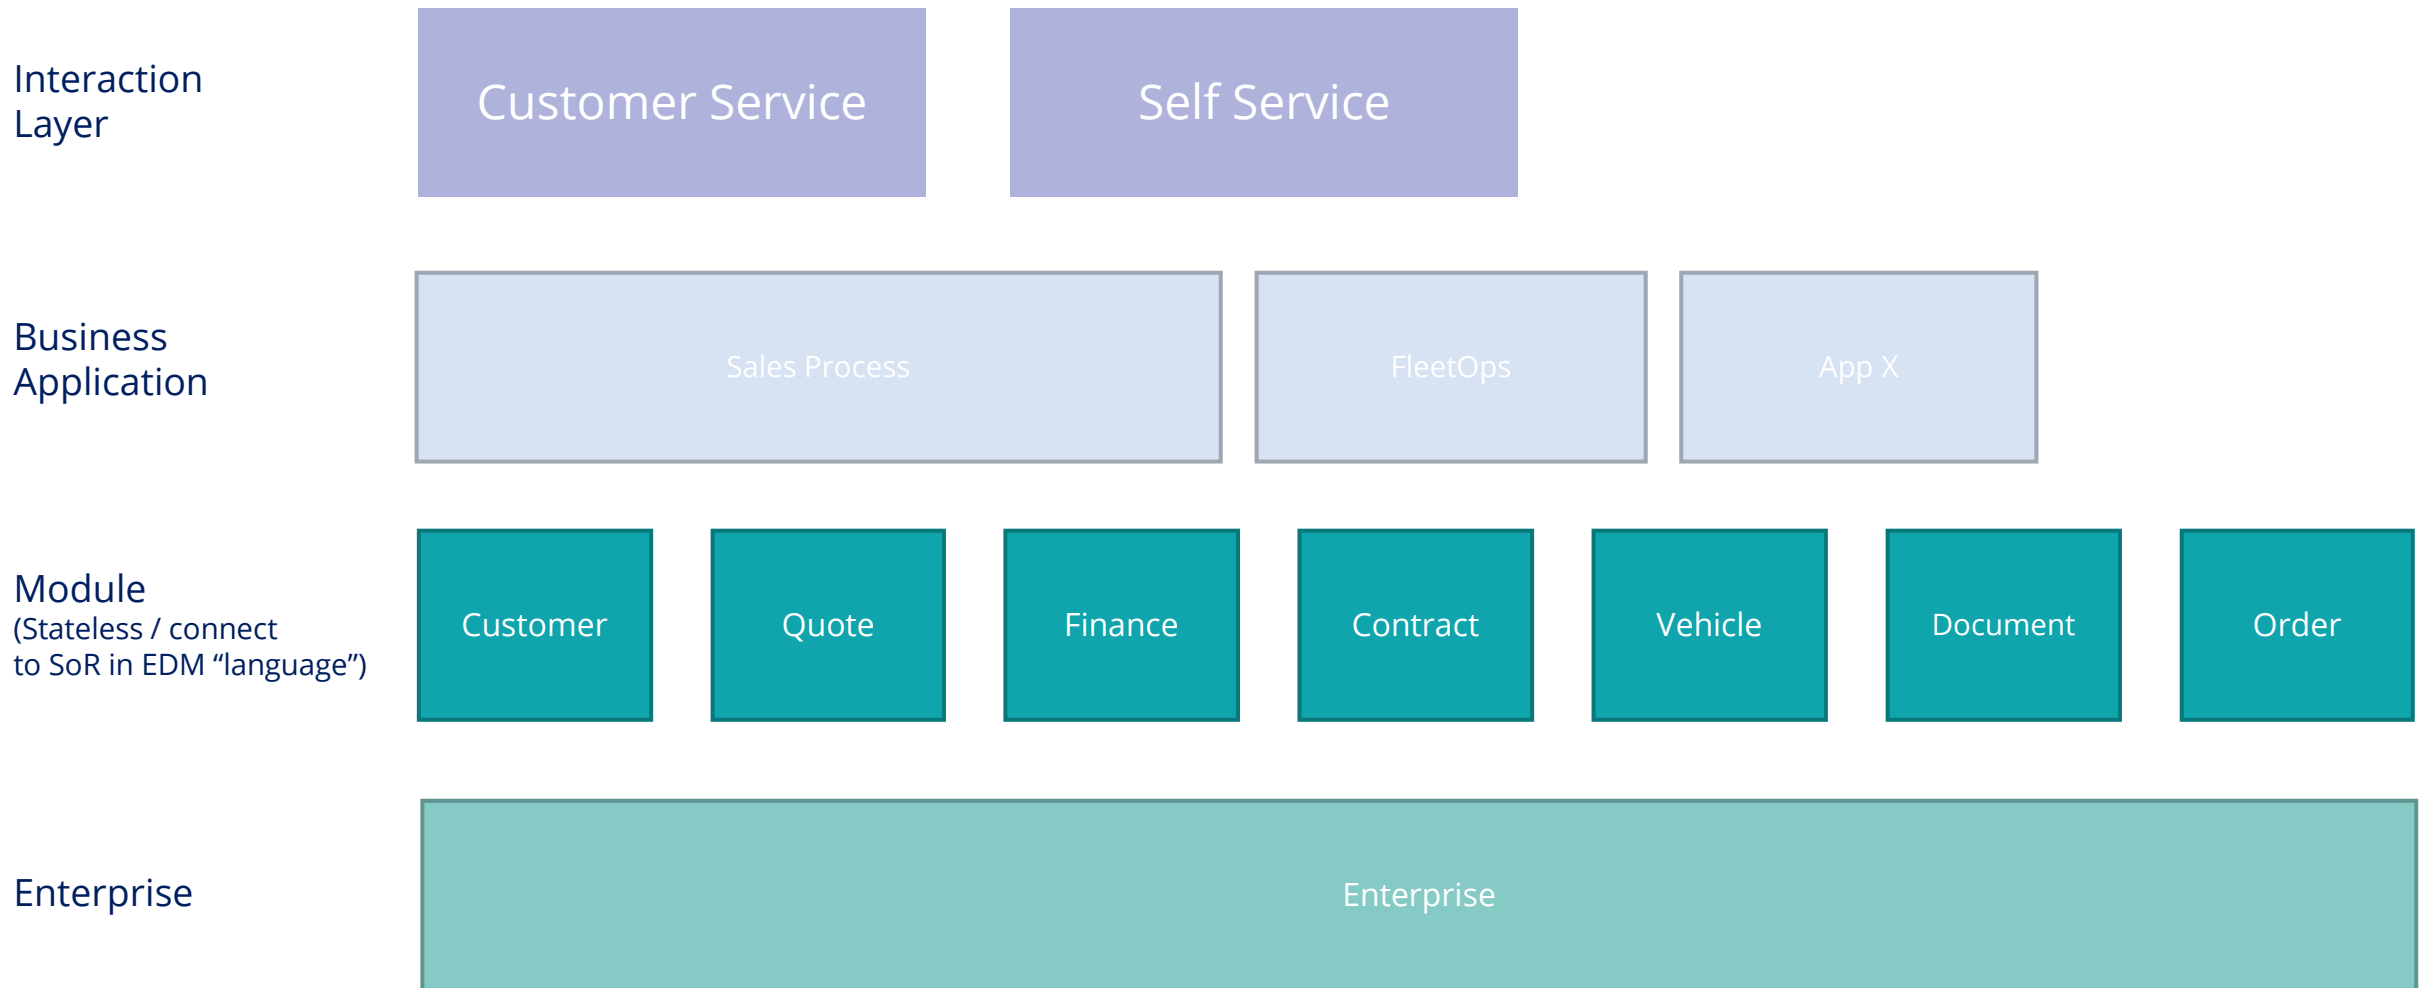 Interaction
Layer
Customer Service
Self Service
Business
Application
Sales Process
FleetOps
App X
Module
(Stateless / connect
to SoR in EDM “language”)
Customer
Quote
Finance
Contract
Vehicle
Document
Order
Enterprise
Enterprise